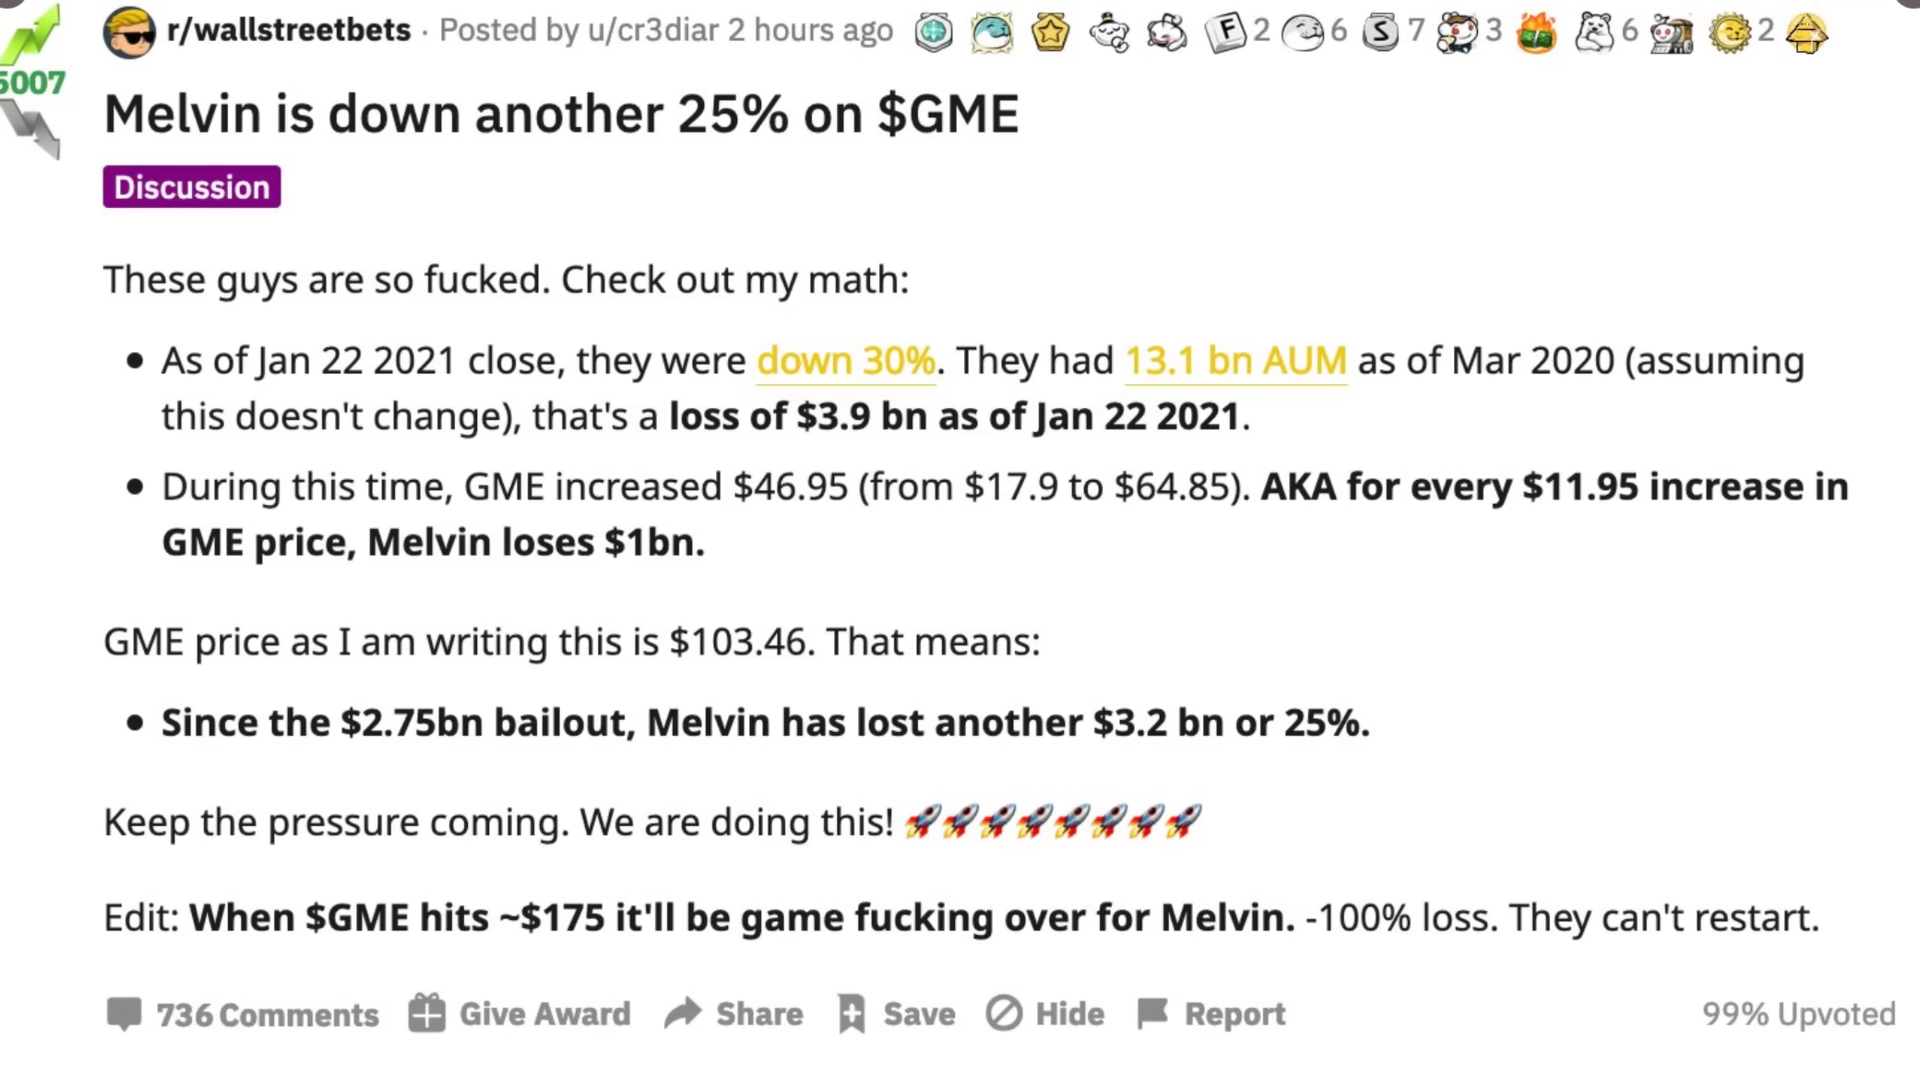 r/wallstreetbets · Posted by u/cr3diar 2 hours ago F 2 6 S 7 3 6 2
5007
Melvin is down another 25% on $GME
Discussion
These guys are so fucked. Check out my math:
• As of Jan 22 2021 close, they were down 30%. They had 13.1 bn AUM as of Mar 2020 (assuming
this doesn't change), that's a loss of $3.9 bn as of Jan 22 2021.
• During this time, GME increased $46.95 (from $17.9 to $64.85). AKA for every $11.95 increase in
GME price, Melvin loses $1bn.
GME price as I am writing this is $103.46. That means:
• Since the $2.75bn bailout, Melvin has lost another $3.2 bn or 25%.
Keep the pressure coming. We are doing this! 🚀🚀🚀🚀🚀🚀🚀🚀
Edit: When $GME hits ~$175 it'll be game fucking over for Melvin. -100% loss. They can't restart.
736 Comments Give Award Share Save Hide Report 99% Upvoted